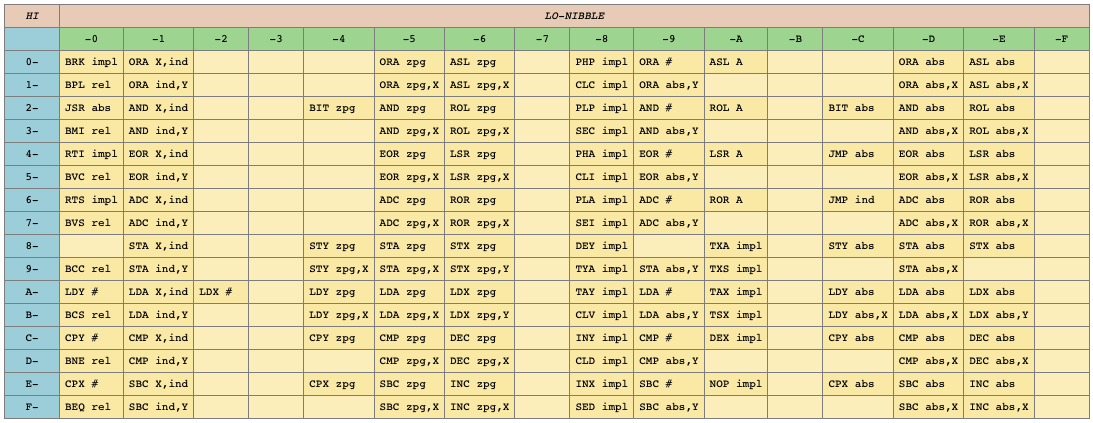 HI LO-NIBBLE
-0 -1 -2 -3 -4 -5 -6 -7 -8 -9 -A -B -C -D -E -F
0- BRK impl ORA X,ind ORA zpg ASL zpg PHP impl ORA # ASL A ORA abs ASL abs
1- BPL rel ORA ind,Y ORA zpg,X ASL zpg,X CLC impl ORA abs,Y ORA abs,X ASL abs,X
2- JSR abs AND X,ind BIT zpg AND zpg ROL zpg PLP impl AND # ROL A BIT abs AND abs ROL abs
3- BMI rel AND ind,Y AND zpg,X ROL zpg,X SEC impl AND abs,Y AND abs,X ROL abs,X
4- RTI impl EOR X,ind EOR zpg LSR zpg PHA impl EOR # LSR A JMP abs EOR abs LSR abs
5- BVC rel EOR ind,Y EOR zpg,X LSR zpg,X CLI impl EOR abs,Y EOR abs,X LSR abs,X
6- RTS impl ADC X,ind ADC zpg ROR zpg PLA impl ADC # ROR A JMP ind ADC abs ROR abs
7- BVS rel ADC ind,Y ADC zpg,X ROR zpg,X SEI impl ADC abs,Y ADC abs,X ROR abs,X
8- STA X,ind STY zpg STA zpg STX zpg DEY impl TXA impl STY abs STA abs STX abs
9- BCC rel STA ind,Y STY zpg,X STA zpg,X STX zpg,Y TYA impl STA abs,Y TXS impl STA abs,X
A- LDY # LDA X,ind LDX # LDY zpg LDA zpg LDX zpg TAY impl LDA # TAX impl LDY abs LDA abs LDX abs
B- BCS rel LDA ind,Y LDY zpg,X LDA zpg,X LDX zpg,Y CLV impl LDA abs,Y TSX impl LDY abs,X LDA abs,X LDX abs,Y
C- CPY # CMP X,ind CPY zpg CMP zpg DEC zpg INY impl CMP # DEX impl CPY abs CMP abs DEC abs
D- BNE rel CMP ind,Y CMP zpg,X DEC zpg,X CLD impl CMP abs,Y CMP abs,X DEC abs,X
E- CPX # SBC X,ind CPX zpg SBC zpg INC zpg INX impl SBC # NOP impl CPX abs SBC abs INC abs
F- BEQ rel SBC ind,Y SBC zpg,X INC zpg,X SED impl SBC abs,Y SBC abs,X INC abs,X